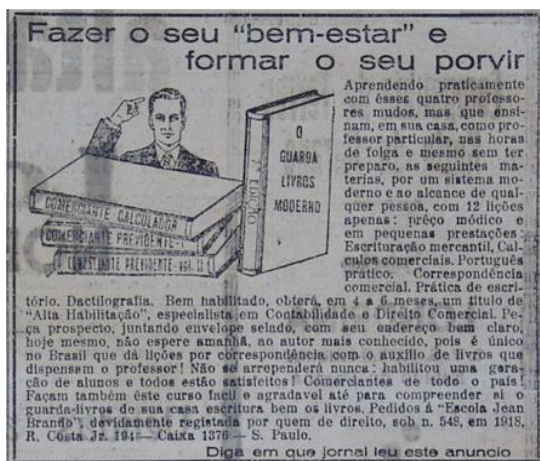 Fazer o seu "bem-estar" e
formar o seu porvir
O
GUARDA
LIVROS
MODERNO
COMERCIANTE CALCULADOR
COMERCIANTE PREVIDENTE-I
COMERCIANTE PREVIDENTE-VOL. II
Aprendendo praticamente
com êsses quatro professo-
res mudos, mas que ensi-
nam, em sua casa, como pro-
fessor particular, nas horas
de folga e mesmo sem ter
preparo, as seguintes ma-
terias, por um sistema mo-
derno e ao alcance de qual-
quer pessoa, com 12 lições
apenas: prêço módico e
em pequenas prestações:
Escrituração mercantil, Cal-
culos comerciais. Português
prático. Correspondência
comercial. Prática de escri-
tório. Dactilografia. Bem habilitado, obterá, em 4 a 6 meses, um titulo de
"Alta Habilitação", especialista em Contabilidade e Direito Comercial. Pe-
ça prospecto, juntando envelope selado, com seu endereço bem claro,
hoje mesmo, não espere amanhã, ao autor mais conhecido, pois é único
no Brasil que dá lições por correspondência com o auxilio de livros que
dispensem o professor! Não se arrependerá nunca: habilitou uma gera-
ção de alunos e todos estão satisfeitos! Comerciantes de todo o pais!
Façam também êste curso facil e agradavel até para compreender si o
guarda-livros de sua casa escritura bem os livros. Pedidos á "Escola Jean
Brando", devidamente registada por quem de direito, sob n. 548, em 1918,
R. Costa Jr. 194 — Caixa 1376 — S. Paulo.
Diga em que jornal leu este anuncio